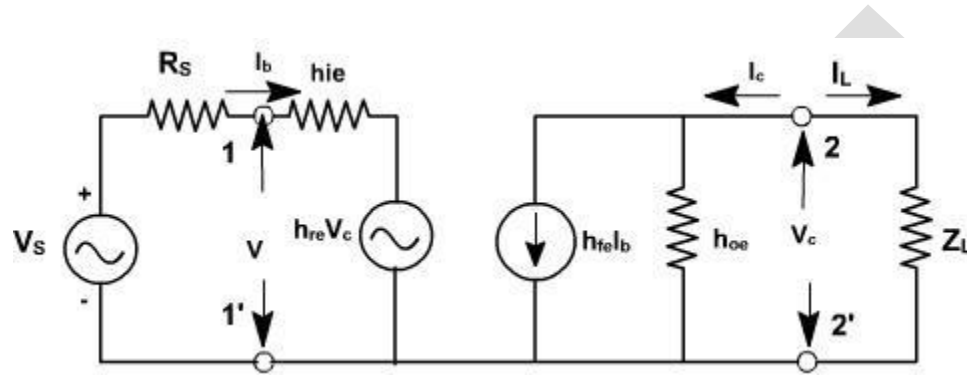 Rs Ib hie Ic IL
1 2
+
Vs V hreVc hfeIb hoe Vc ZL
-
1' 2'